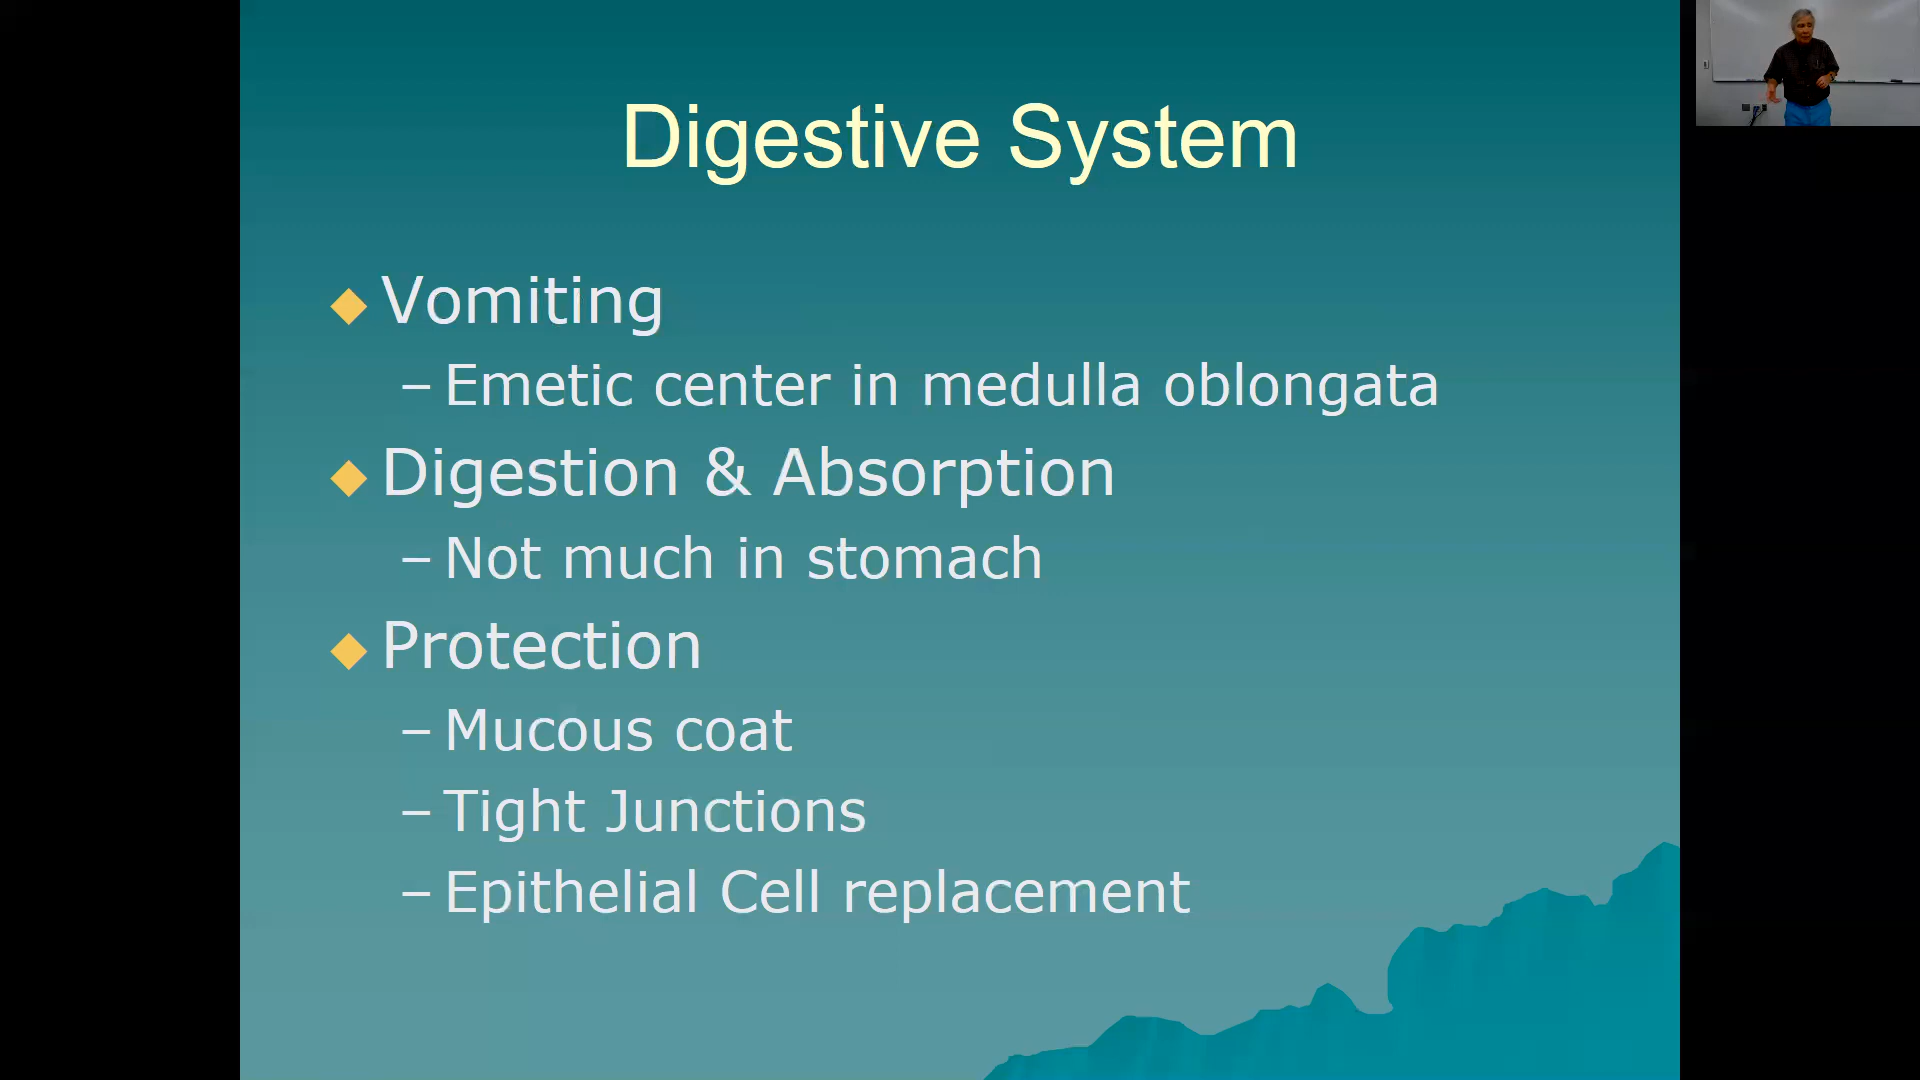 Digestive System
Vomiting
– Emetic center in medulla oblongata
Digestion & Absorption
– Not much in stomach
Protection
– Mucous coat
– Tight Junctions
– Epithelial Cell replacement